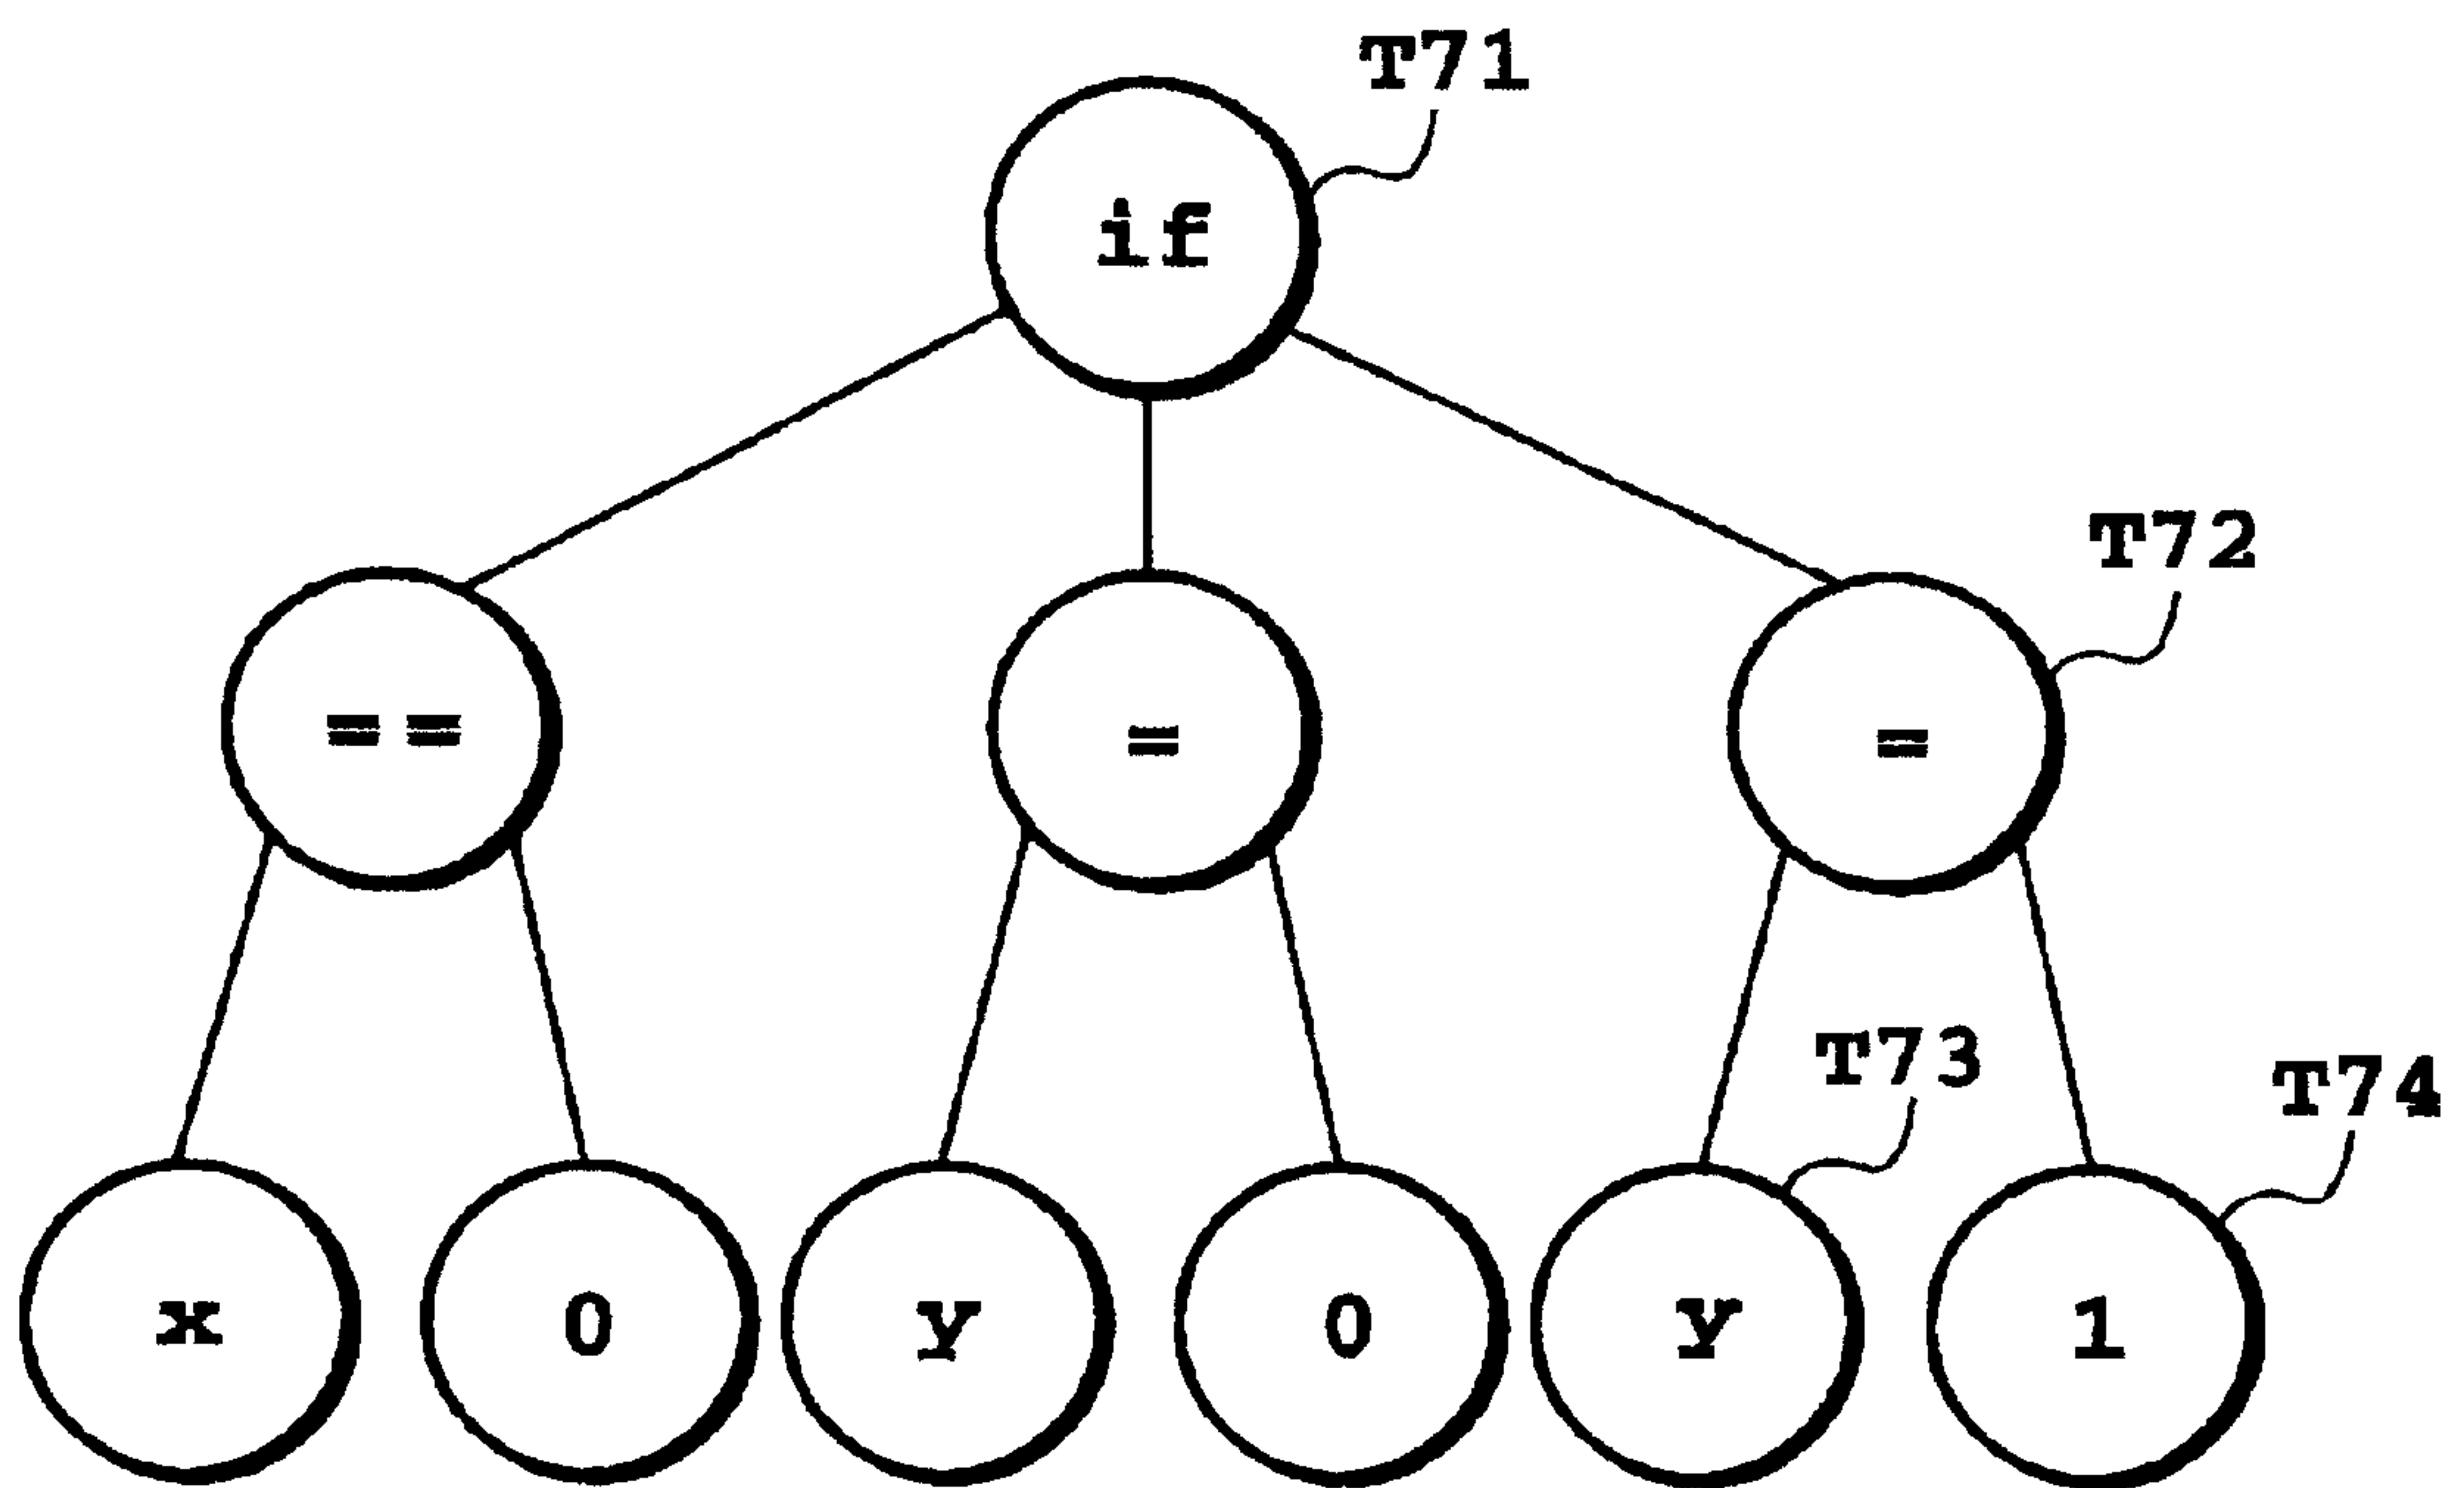 T71
if
T72
==
=
=
T73
T74
x
0
y
0
y
1